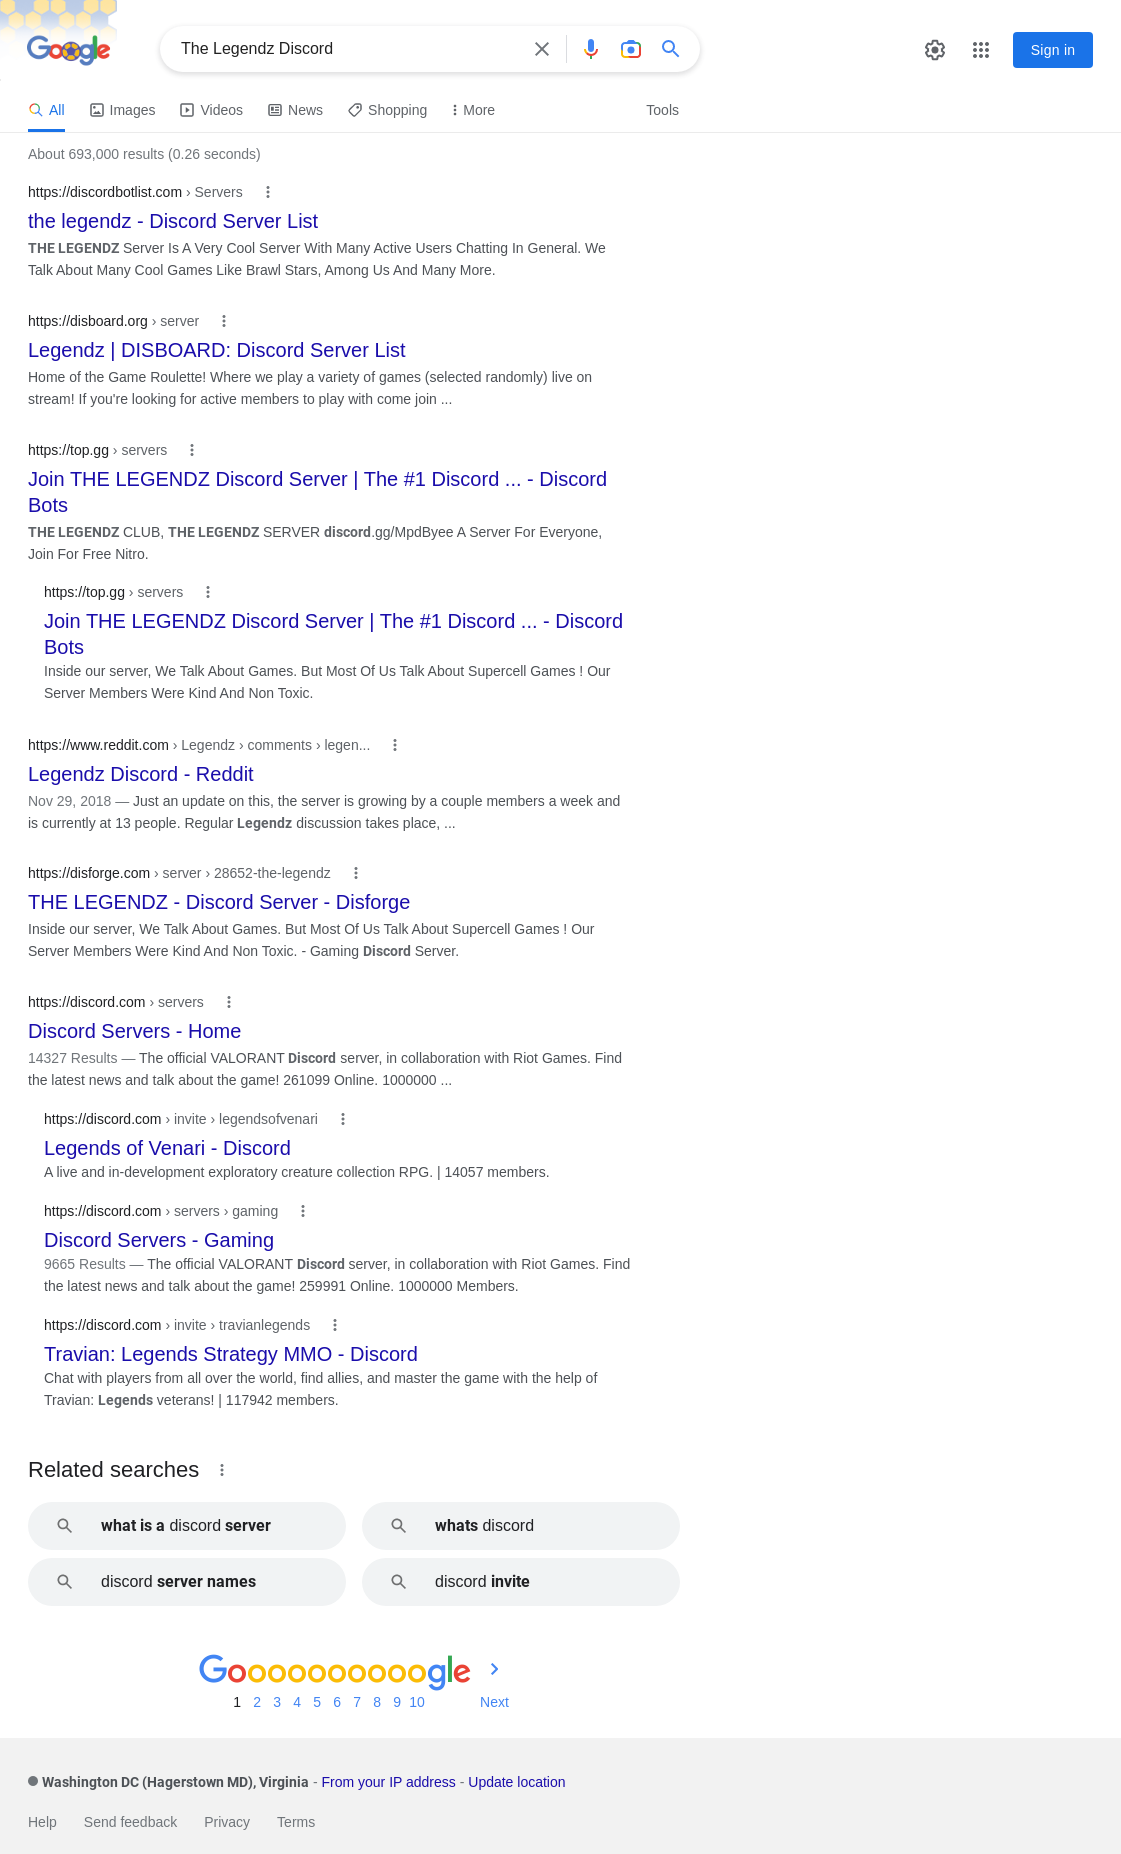 Google
The Legendz Discord
Sign in
All Images Videos News Shopping More Tools
About 693,000 results (0.26 seconds)
https://discordbotlist.com › Servers
the legendz - Discord Server List
THE LEGENDZ Server Is A Very Cool Server With Many Active Users Chatting In General. We
Talk About Many Cool Games Like Brawl Stars, Among Us And Many More.
https://disboard.org › server
Legendz | DISBOARD: Discord Server List
Home of the Game Roulette! Where we play a variety of games (selected randomly) live on
stream! If you're looking for active members to play with come join ...
https://top.gg › servers
Join THE LEGENDZ Discord Server | The #1 Discord ... - Discord
Bots
THE LEGENDZ CLUB, THE LEGENDZ SERVER discord.gg/MpdByee A Server For Everyone,
Join For Free Nitro.
https://top.gg › servers
Join THE LEGENDZ Discord Server | The #1 Discord ... - Discord
Bots
Inside our server, We Talk About Games. But Most Of Us Talk About Supercell Games ! Our
Server Members Were Kind And Non Toxic.
https://www.reddit.com › Legendz › comments › legen...
Legendz Discord - Reddit
Nov 29, 2018 — Just an update on this, the server is growing by a couple members a week and
is currently at 13 people. Regular Legendz discussion takes place, ...
https://disforge.com › server › 28652-the-legendz
THE LEGENDZ - Discord Server - Disforge
Inside our server, We Talk About Games. But Most Of Us Talk About Supercell Games ! Our
Server Members Were Kind And Non Toxic. - Gaming Discord Server.
https://discord.com › servers
Discord Servers - Home
14327 Results — The official VALORANT Discord server, in collaboration with Riot Games. Find
the latest news and talk about the game! 261099 Online. 1000000 ...
https://discord.com › invite › legendsofvenari
Legends of Venari - Discord
A live and in-development exploratory creature collection RPG. | 14057 members.
https://discord.com › servers › gaming
Discord Servers - Gaming
9665 Results — The official VALORANT Discord server, in collaboration with Riot Games. Find
the latest news and talk about the game! 259991 Online. 1000000 Members.
https://discord.com › invite › travianlegends
Travian: Legends Strategy MMO - Discord
Chat with players from all over the world, find allies, and master the game with the help of
Travian: Legends veterans! | 117942 members.
Related searches
what is a discord server
whats discord
discord server names
discord invite
Goooooooooogle
1 2 3 4 5 6 7 8 9 10 Next
Washington DC (Hagerstown MD), Virginia - From your IP address - Update location
Help Send feedback Privacy Terms